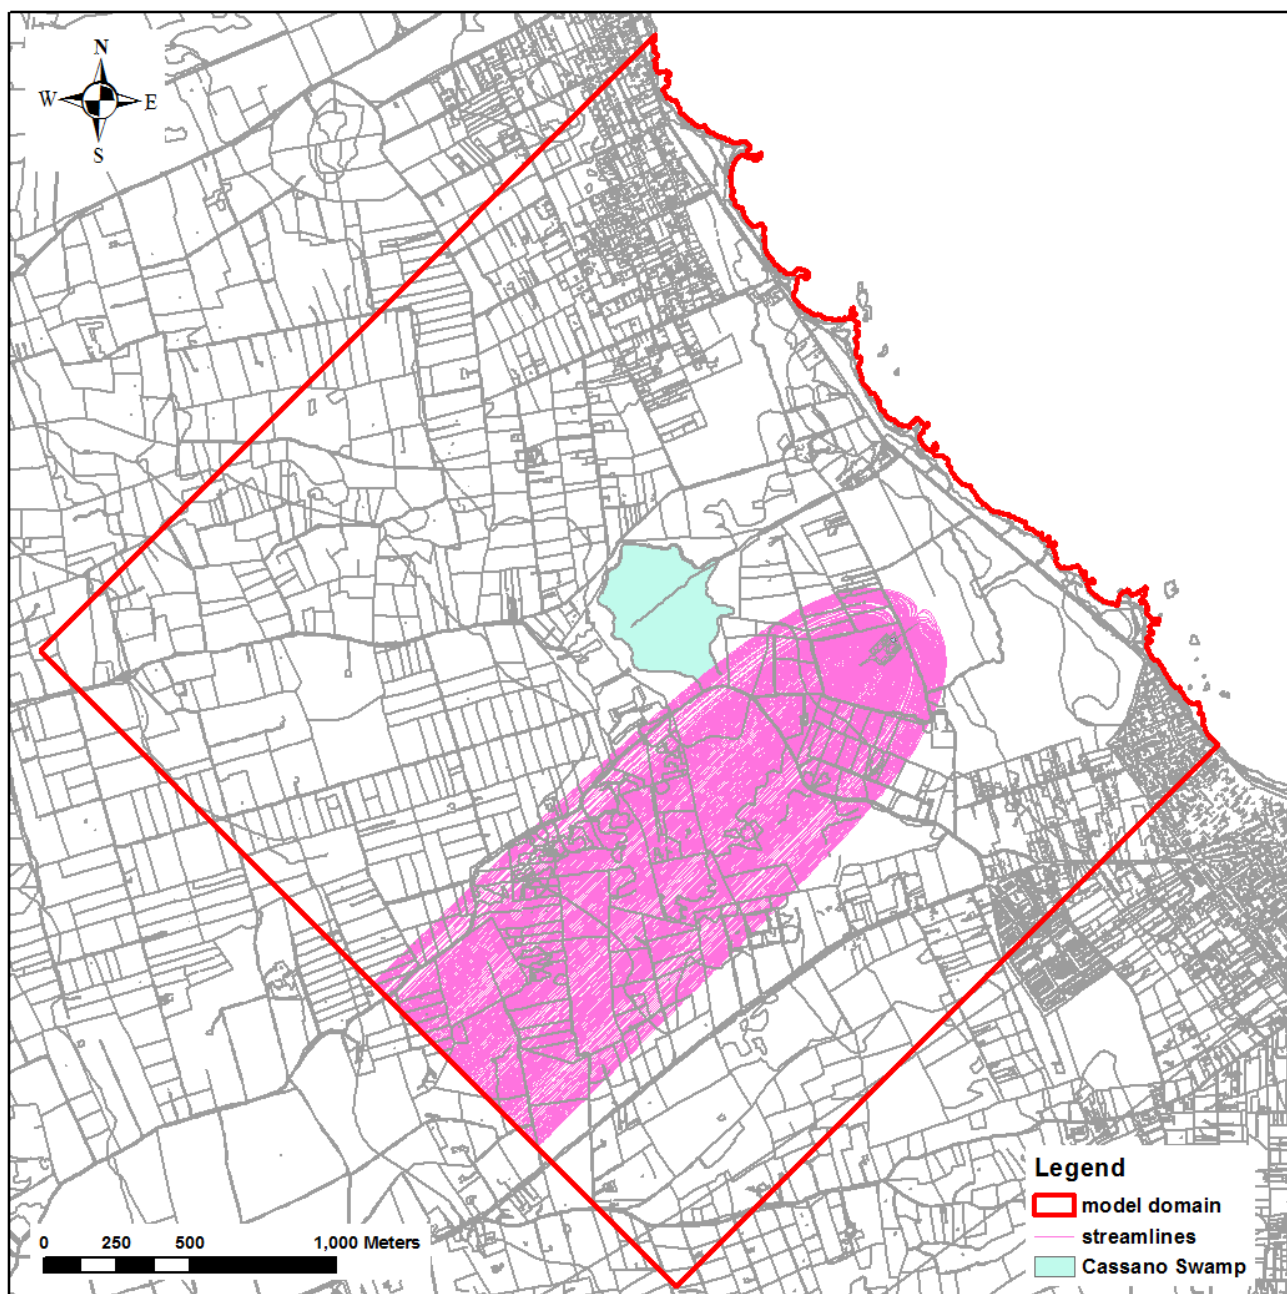 N
W E
S
Legend
model domain
streamlines
Cassano Swamp
0 250 500 1,000 Meters